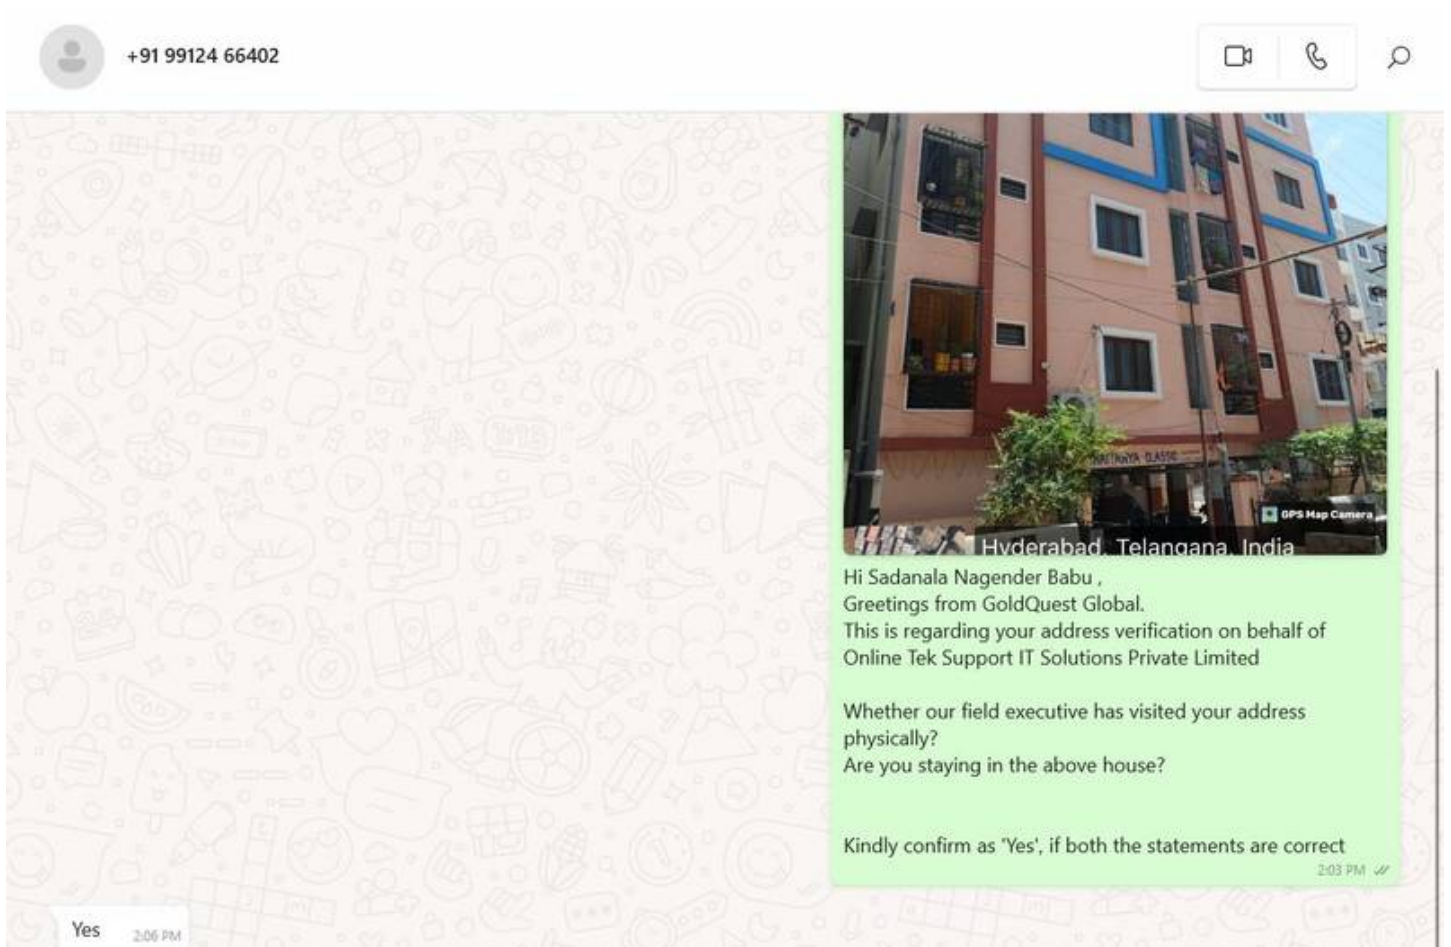 +91 99124 66402
CLASSIC
GPS Map Camera
Hyderabad, Telangana, India
Hi Sadanala Nagender Babu ,
Greetings from GoldQuest Global.
This is regarding your address verification on behalf of
Online Tek Support IT Solutions Private Limited
Whether our field executive has visited your address
physically?
Are you staying in the above house?
Kindly confirm as 'Yes', if both the statements are correct
2:03 PM
Yes
2:06 PM